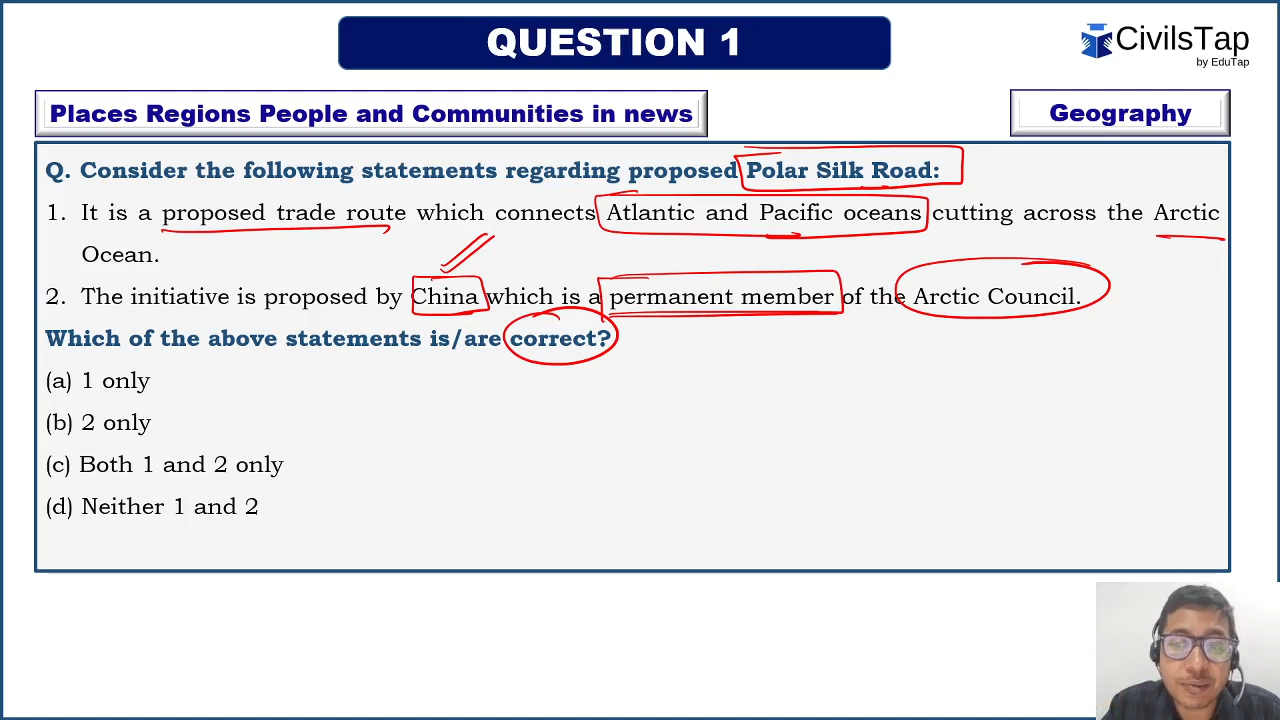 QUESTION 1
CivilsTap
by EduTap
Places Regions People and Communities in news
Geography
Q. Consider the following statements regarding proposed Polar Silk Road:
1. It is a proposed trade route which connects Atlantic and Pacific oceans cutting across the Arctic
Ocean.
2. The initiative is proposed by China which is a permanent member of the Arctic Council.
Which of the above statements is/are correct?
(a) 1 only
(b) 2 only
(c) Both 1 and 2 only
(d) Neither 1 and 2